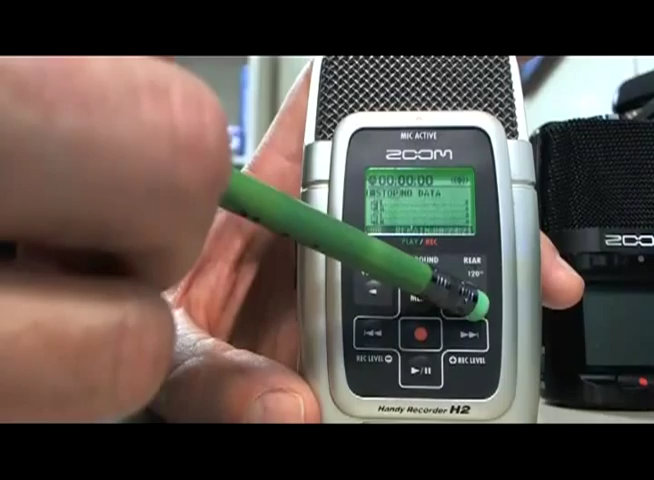 MIC ACTIVE
ZOOM
00:00:00
STOP/NO DATA
PLAY/REC
REAR
120°
ZOOM
REC LEVEL
REC LEVEL
Handy Recorder H2